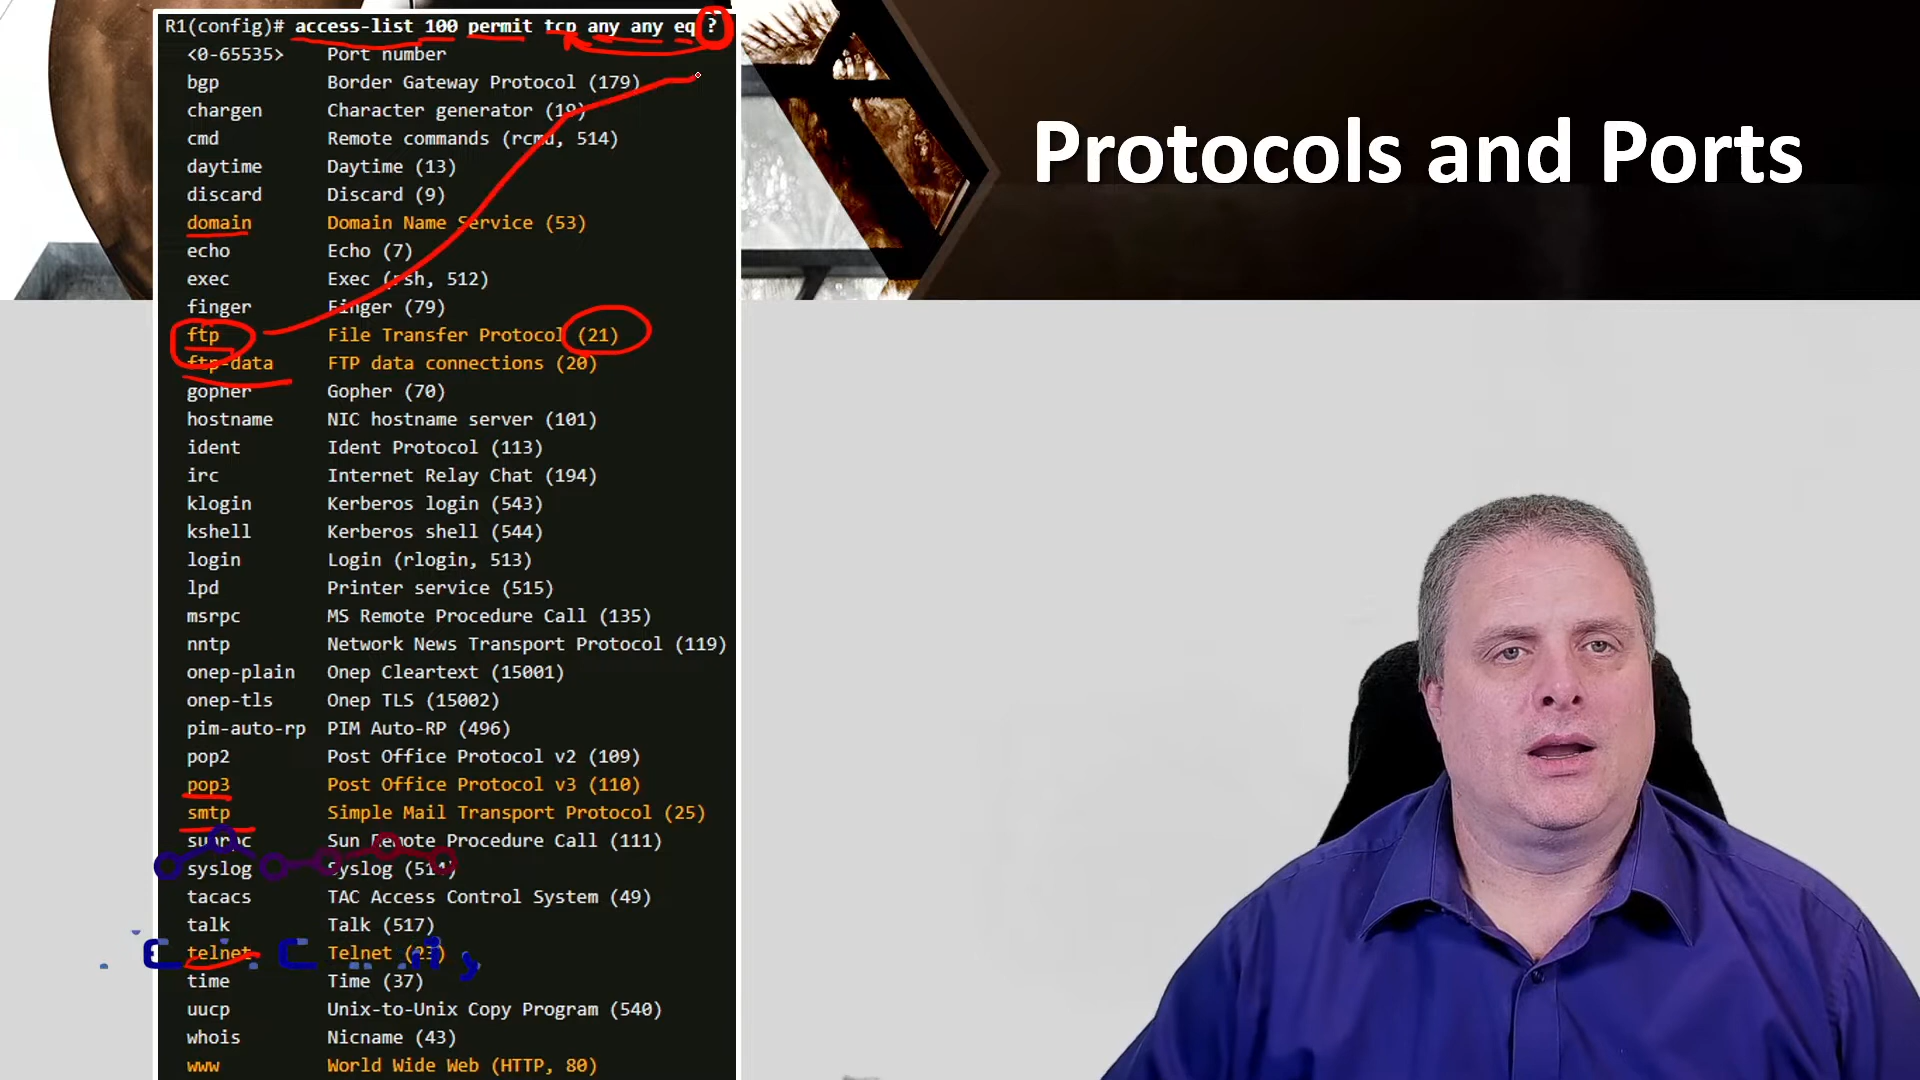 R1(config)# access-list 100 permit tcp any any eq ?
<0-65535> Port number
bgp Border Gateway Protocol (179)
chargen Character generator (19)
cmd Remote commands (rcmd, 514)
daytime Daytime (13)
discard Discard (9)
domain Domain Name Service (53)
echo Echo (7)
exec Exec (rsh, 512)
finger Finger (79)
ftp File Transfer Protocol (21)
ftp-data FTP data connections (20)
gopher Gopher (70)
hostname NIC hostname server (101)
ident Ident Protocol (113)
irc Internet Relay Chat (194)
klogin Kerberos login (543)
kshell Kerberos shell (544)
login Login (rlogin, 513)
lpd Printer service (515)
msrpc MS Remote Procedure Call (135)
nntp Network News Transport Protocol (119)
onep-plain Onep Cleartext (15001)
onep-tls Onep TLS (15002)
pim-auto-rp PIM Auto-RP (496)
pop2 Post Office Protocol v2 (109)
pop3 Post Office Protocol v3 (110)
smtp Simple Mail Transport Protocol (25)
sunrpc Sun Remote Procedure Call (111)
syslog Syslog (514)
tacacs TAC Access Control System (49)
talk Talk (517)
telnet Telnet (23)
time Time (37)
uucp Unix-to-Unix Copy Program (540)
whois Nicname (43)
www World Wide Web (HTTP, 80)
Protocols and Ports